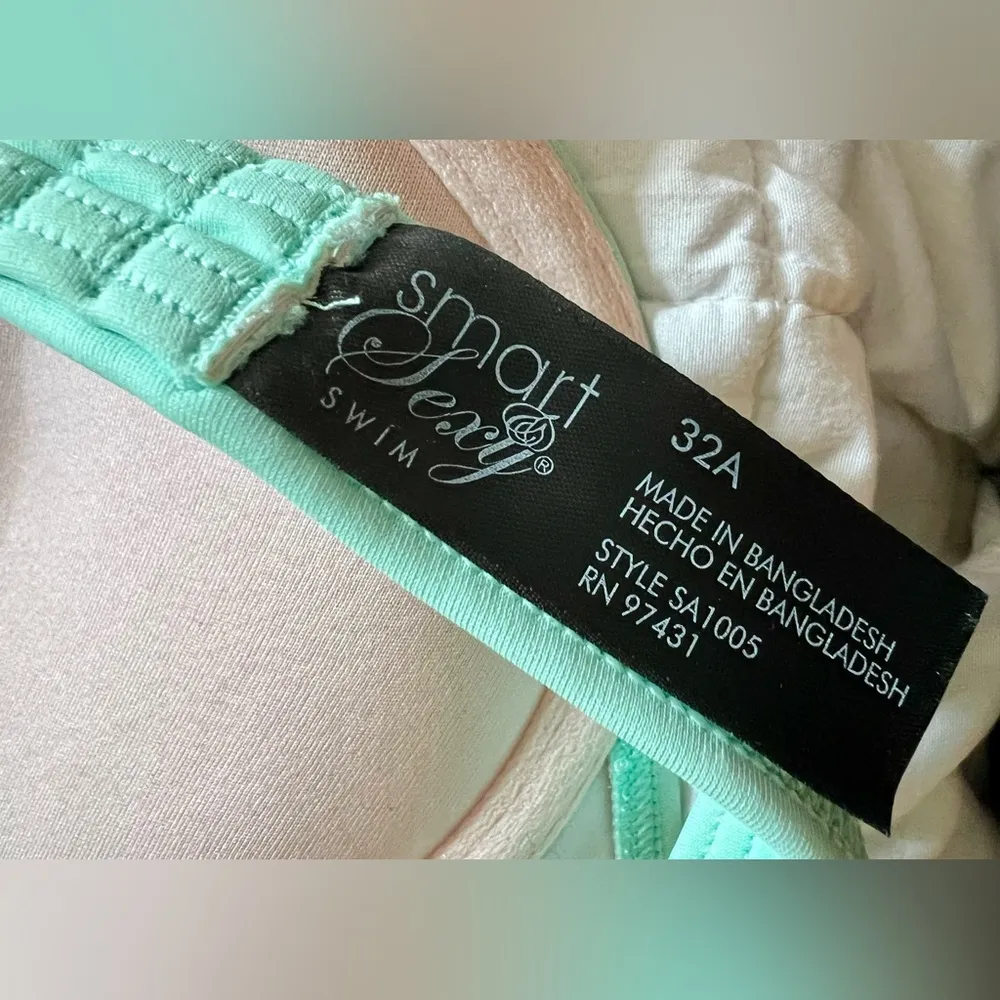 smart
& Sexy®
SWIM
32A
MADE IN BANGLADESH
HECHO EN BANGLADESH
STYLE SA1005
RN 97431